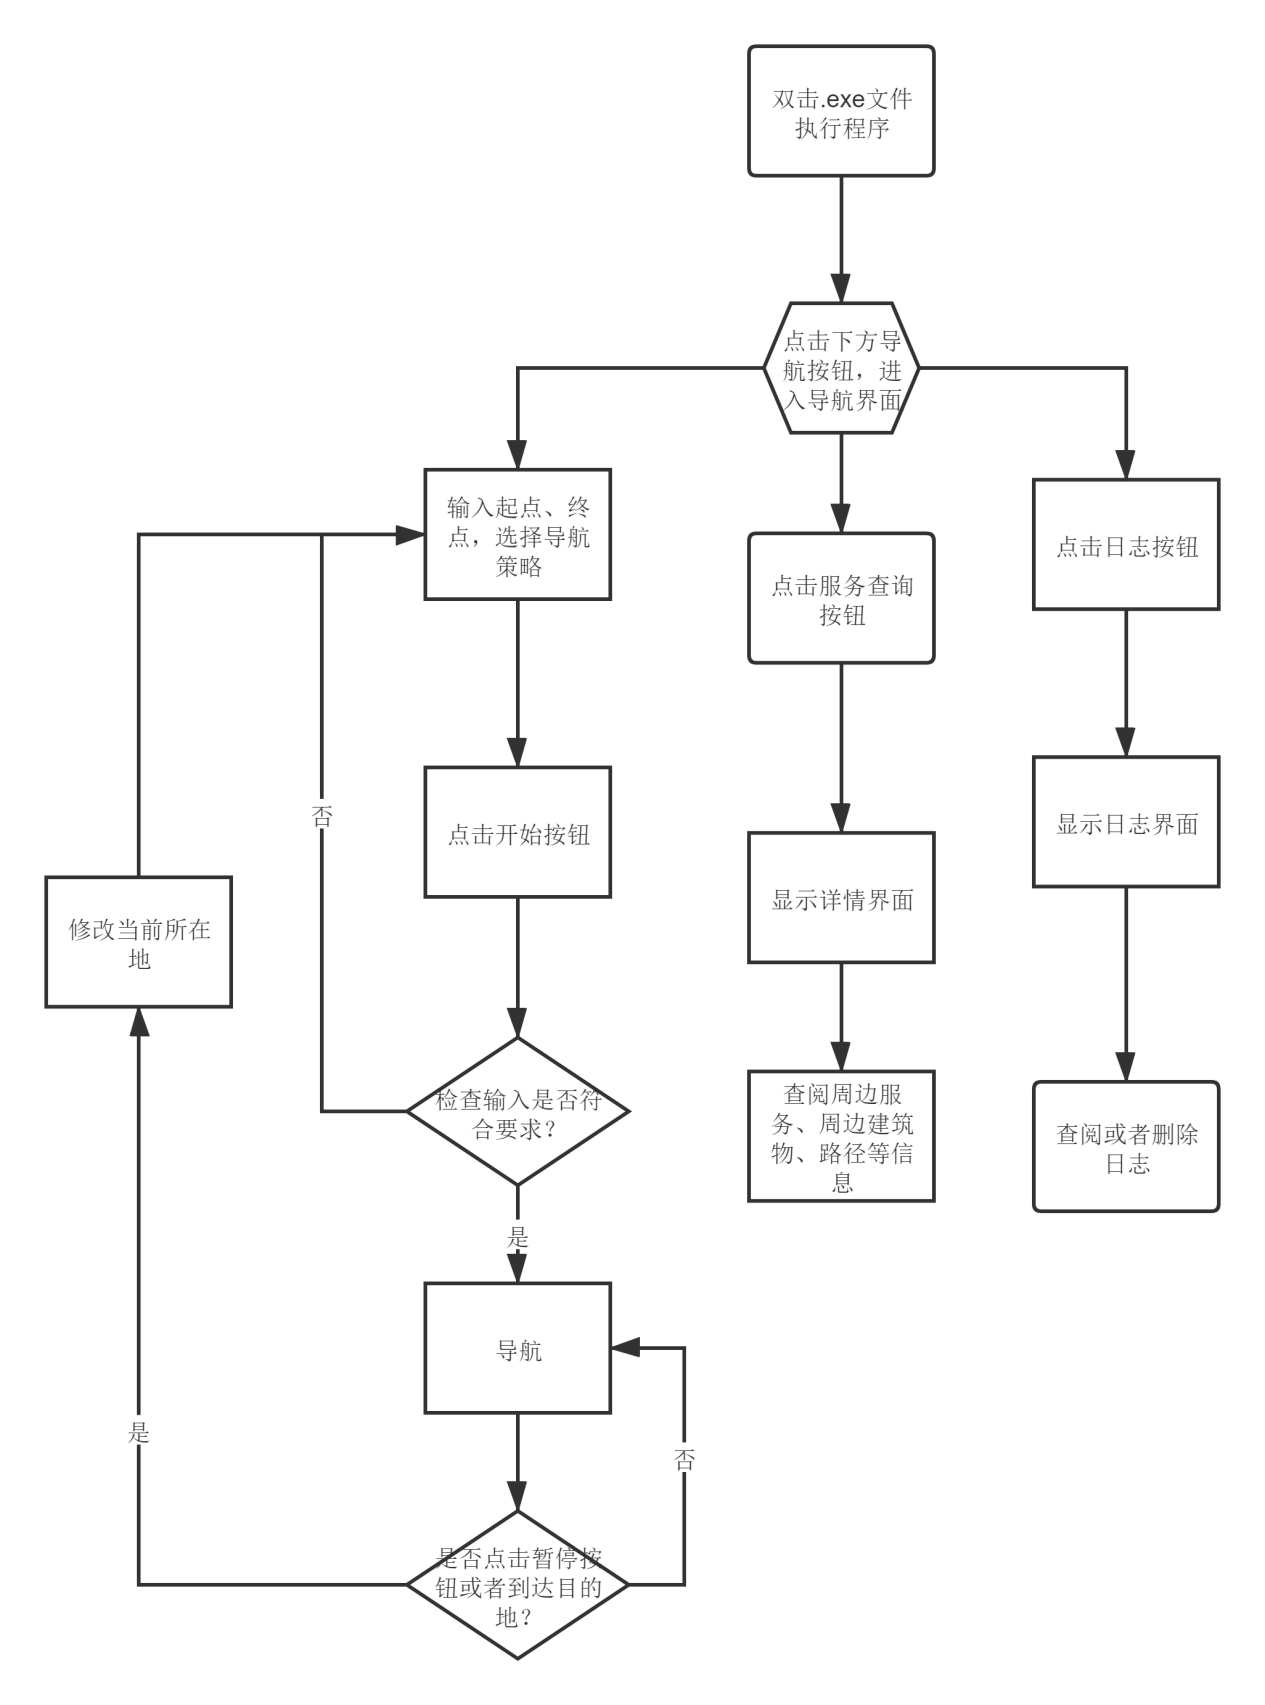 双击.exe文件
执行程序
点击下方导
航按钮，进
入导航界面
输入起点、终
点，选择导航
策略
点击服务查询
按钮
点击日志按钮
否
点击开始按钮
显示详情界面
显示日志界面
修改当前所在
地
检查输入是否符
合要求？
查阅周边服
务、周边建筑
物、路径等信
息
查阅或者删除
日志
是
导航
是
否
是否点击暂停按
钮或者到达目的
地？